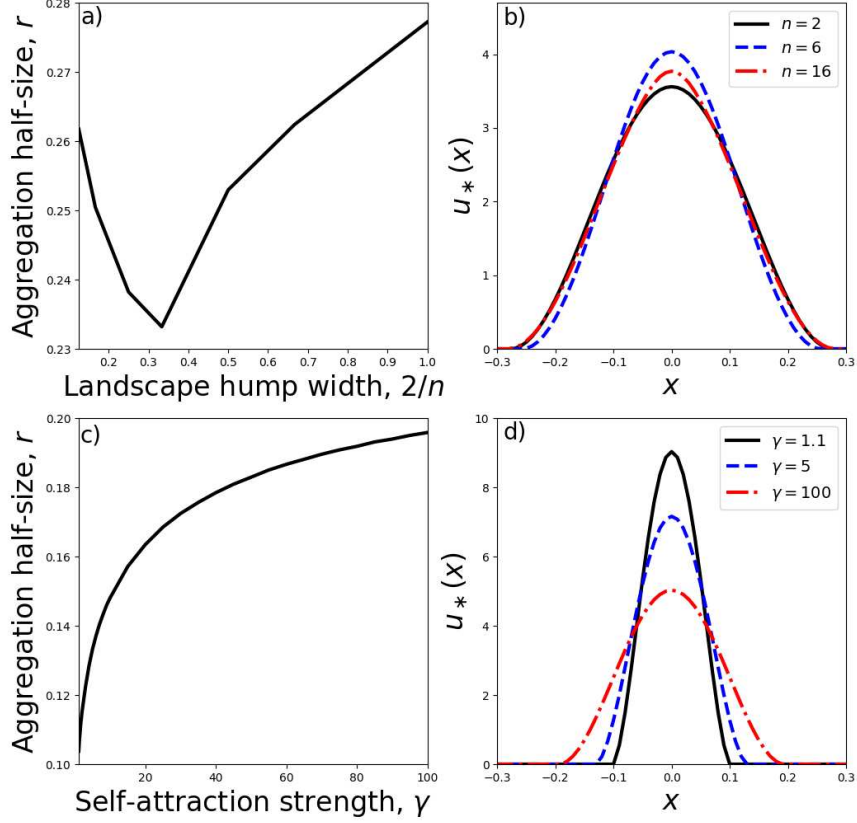 a)
Aggregation half-size, r
0.28
0.27
0.26
0.25
0.24
0.23
0.2 0.3 0.4 0.5 0.6 0.7 0.8 0.9 1.0
Landscape hump width, 2/n
b)
n = 2
n = 6
n = 16
u∗(x)
4
3
2
1
0
−0.3 −0.2 −0.1 0.0 0.1 0.2 0.3
x
c)
Aggregation half-size, r
0.20
0.18
0.16
0.14
0.12
0.10
20 40 60 80 100
Self-attraction strength, γ
d)
γ = 1.1
γ = 5
γ = 100
u∗(x)
10
8
6
4
2
0
−0.3 −0.2 −0.1 0.0 0.1 0.2 0.3
x